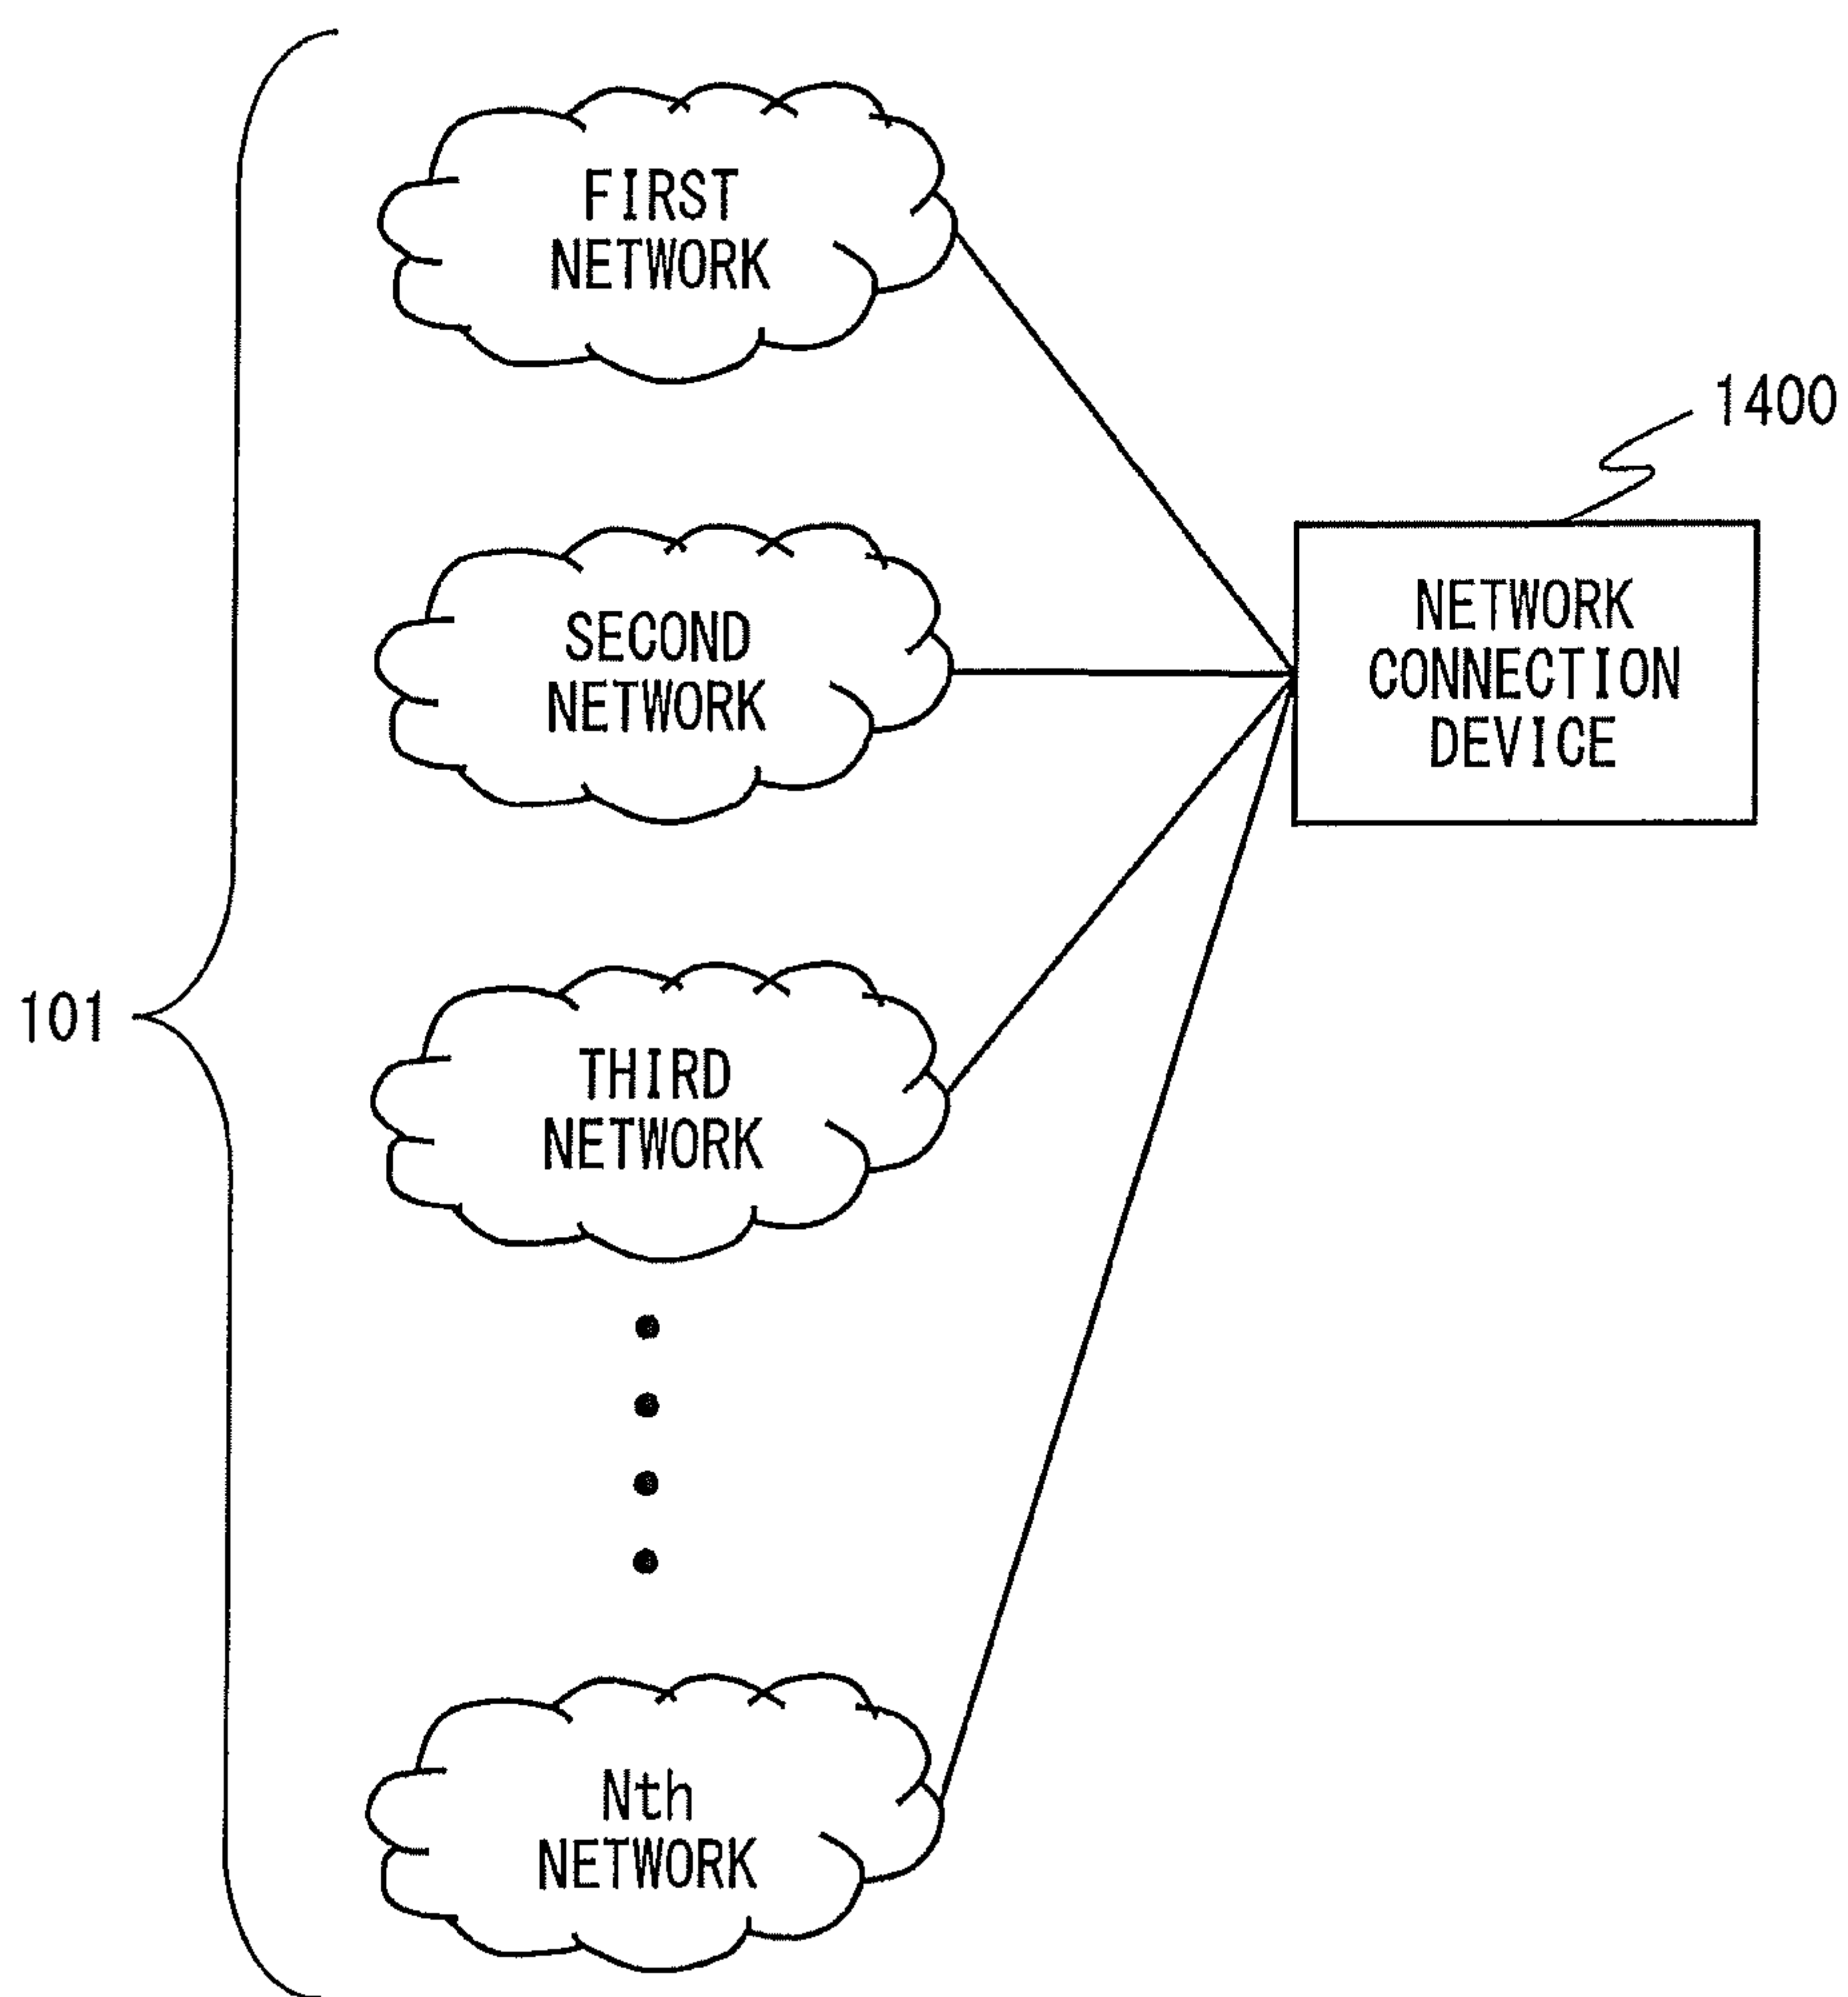 FIRST
NETWORK
1400
SECOND
NETWORK
NETWORK
CONNECTION
DEVICE
101
THIRD
NETWORK
Nth
NETWORK